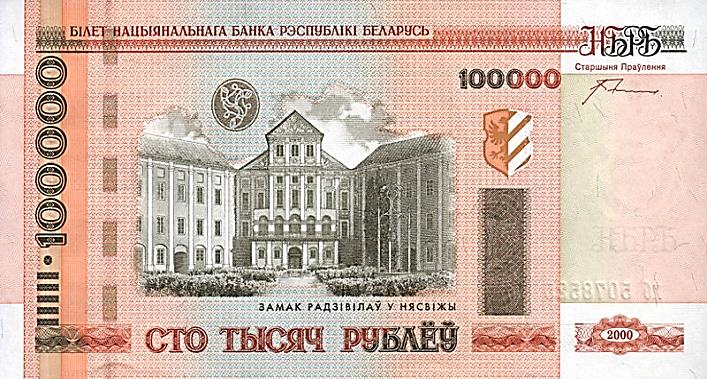 БІЛЕТ НАЦЫЯНАЛЬНАГА БАНКА РЭСПУБЛІКІ БЕЛАРУСЬ
НБРБ
Старшыня Праўлення
100000
100000
ЗАМАК РАДЗІВІЛАЎ У НЯСВІЖЫ
СТО ТЫСЯЧ РУБЛЁЎ
2000